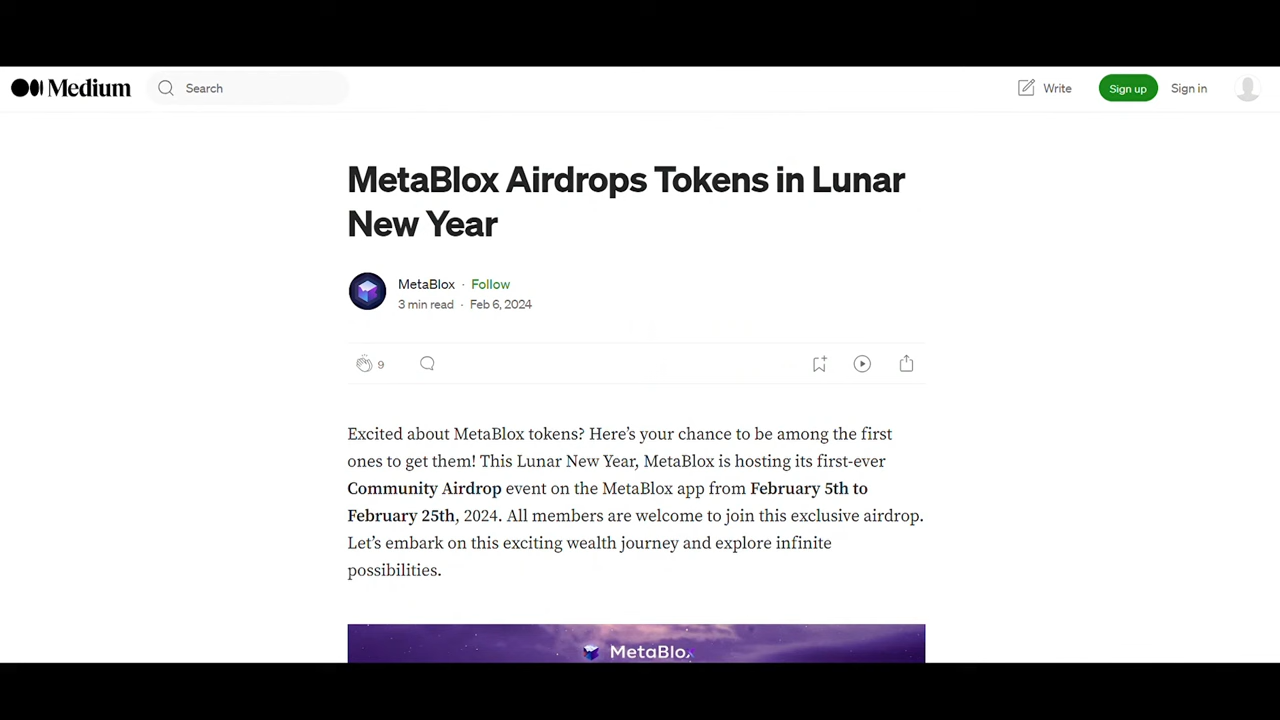 Medium
Search
Write
Sign up
Sign in
MetaBlox Airdrops Tokens in Lunar
New Year
MetaBlox · Follow
3 min read · Feb 6, 2024
9
Excited about MetaBlox tokens? Here’s your chance to be among the first
ones to get them! This Lunar New Year, MetaBlox is hosting its first-ever
Community Airdrop event on the MetaBlox app from February 5th to
February 25th, 2024. All members are welcome to join this exclusive airdrop.
Let’s embark on this exciting wealth journey and explore infinite
possibilities.
MetaBlox